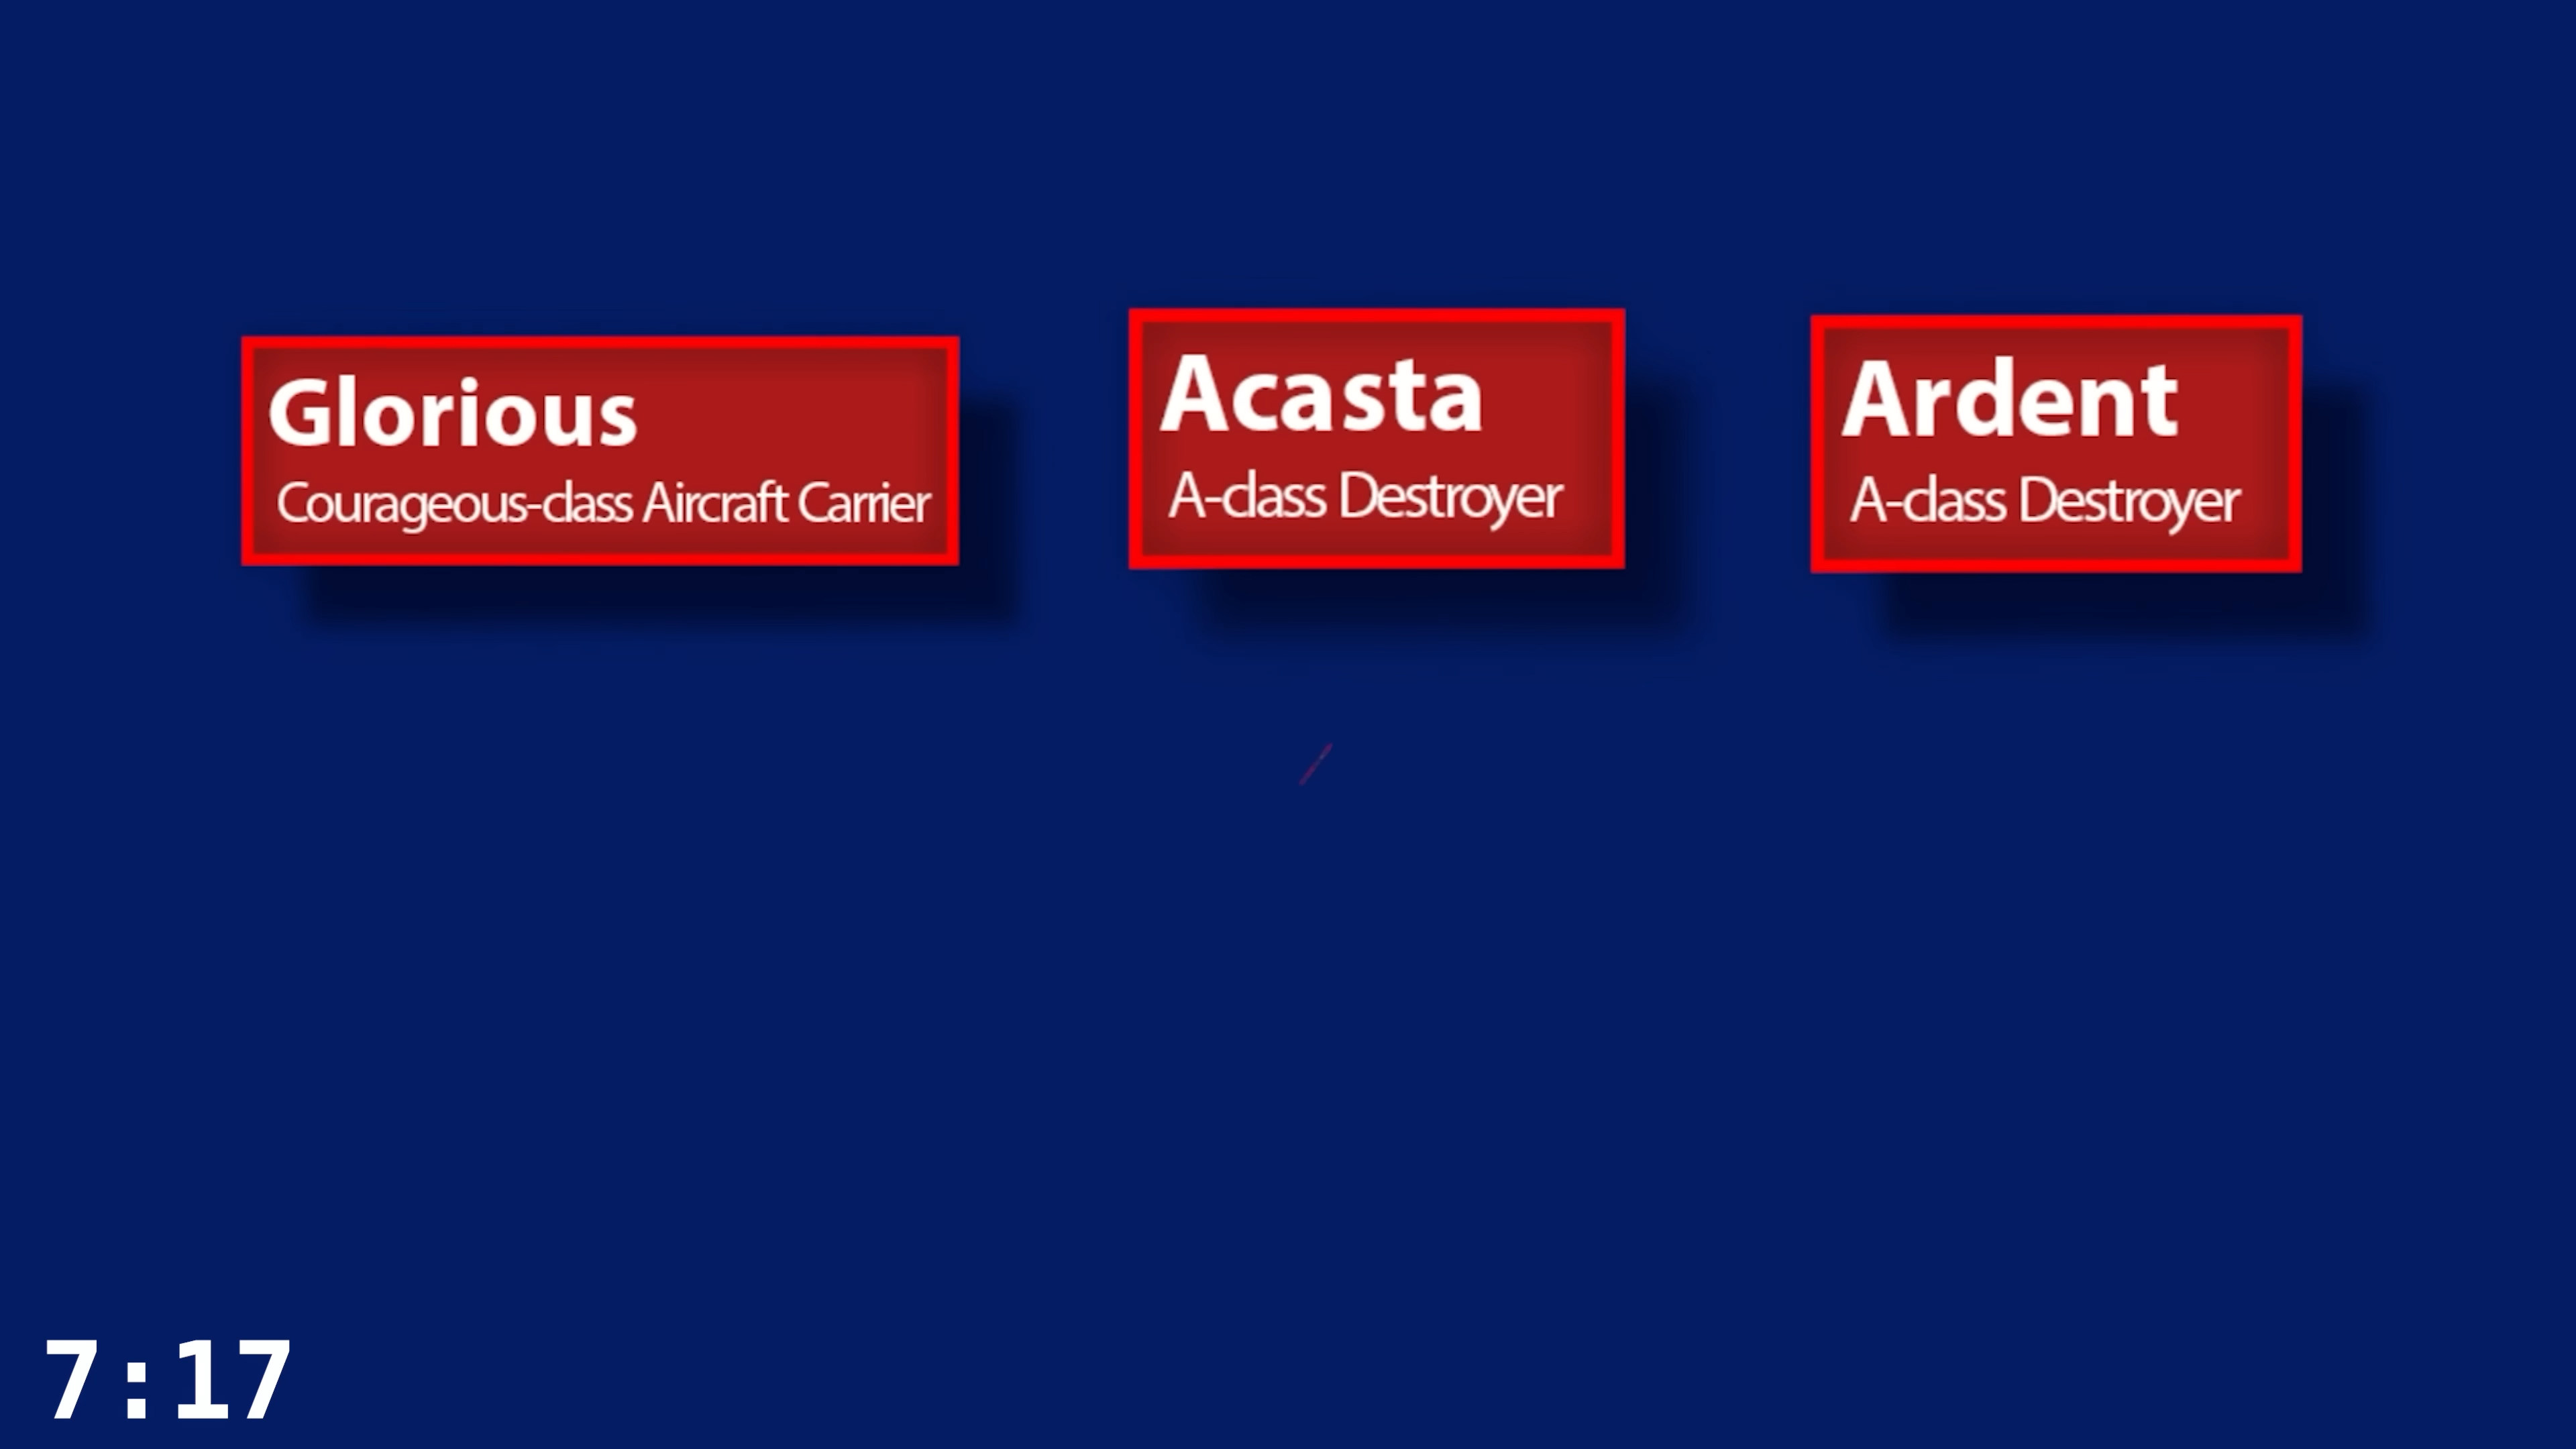 Glorious
Courageous-class Aircraft Carrier
Acasta
A-class Destroyer
Ardent
A-class Destroyer
7:17